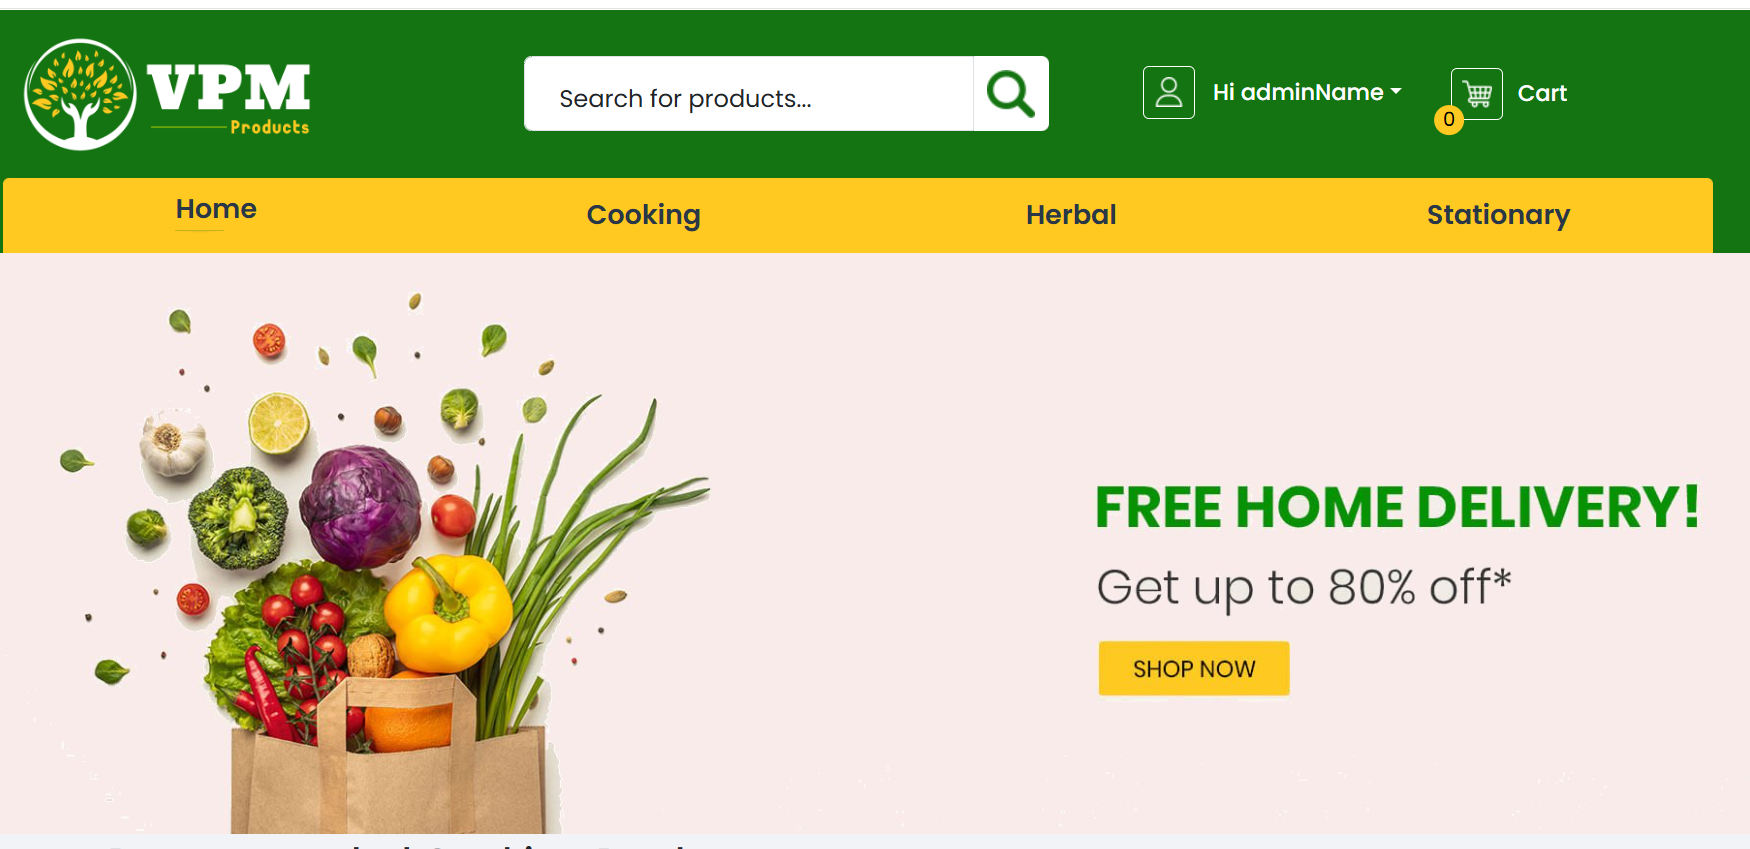 VPM
Products
Search for products...
Hi adminName
0
Cart
Home
Cooking
Herbal
Stationary
FREE HOME DELIVERY!
Get up to 80% off*
SHOP NOW